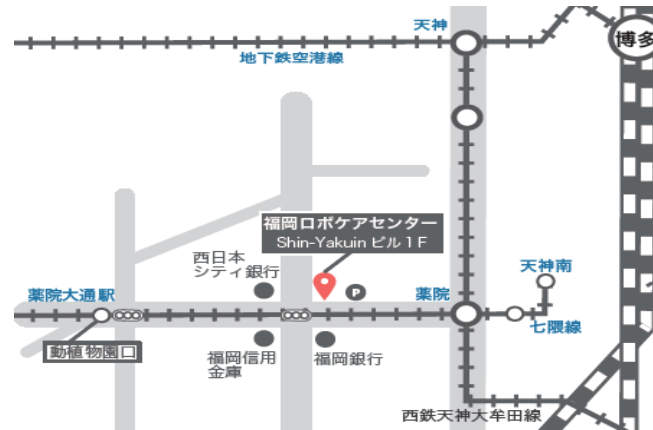 天神
博多
地下鉄空港線
福岡ロボケアセンター
Shin-Yakuin ビル1F
西日本
シティ銀行
天神南
薬院大通駅
P
薬院
七隈線
動植物園口
福岡信用
金庫
福岡銀行
西鉄天神大牟田線